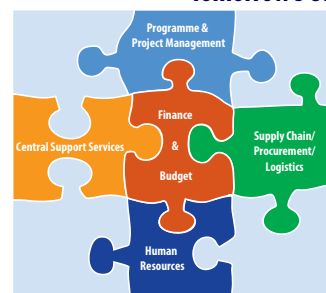 Programme &
Project Management
Central Support Services
Finance
&
Budget
Supply Chain/
Procurement/
Logistics
Human
Resources